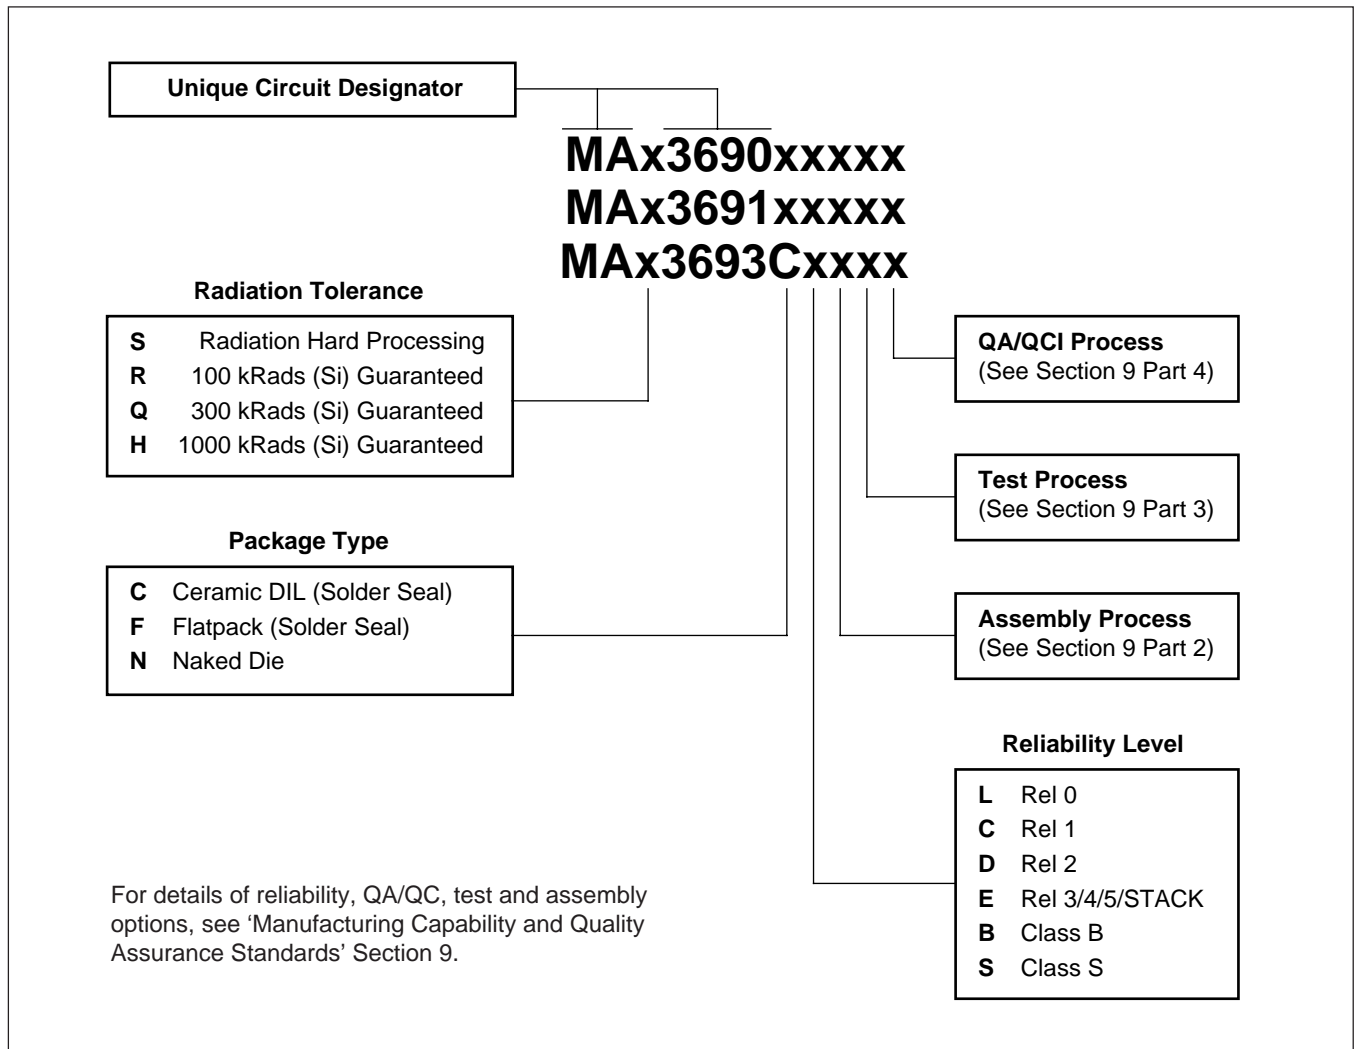 Unique Circuit Designator
MAx3690xxxxx
MAx3691xxxxx
MAx3693Cxxxx
Radiation Tolerance
S Radiation Hard Processing
R 100 kRads (Si) Guaranteed
Q 300 kRads (Si) Guaranteed
H 1000 kRads (Si) Guaranteed
Package Type
C Ceramic DIL (Solder Seal)
F Flatpack (Solder Seal)
N Naked Die
QA/QCI Process
(See Section 9 Part 4)
Test Process
(See Section 9 Part 3)
Assembly Process
(See Section 9 Part 2)
Reliability Level
L Rel 0
C Rel 1
D Rel 2
E Rel 3/4/5/STACK
B Class B
S Class S
For details of reliability, QA/QC, test and assembly
options, see ‘Manufacturing Capability and Quality
Assurance Standards’ Section 9.